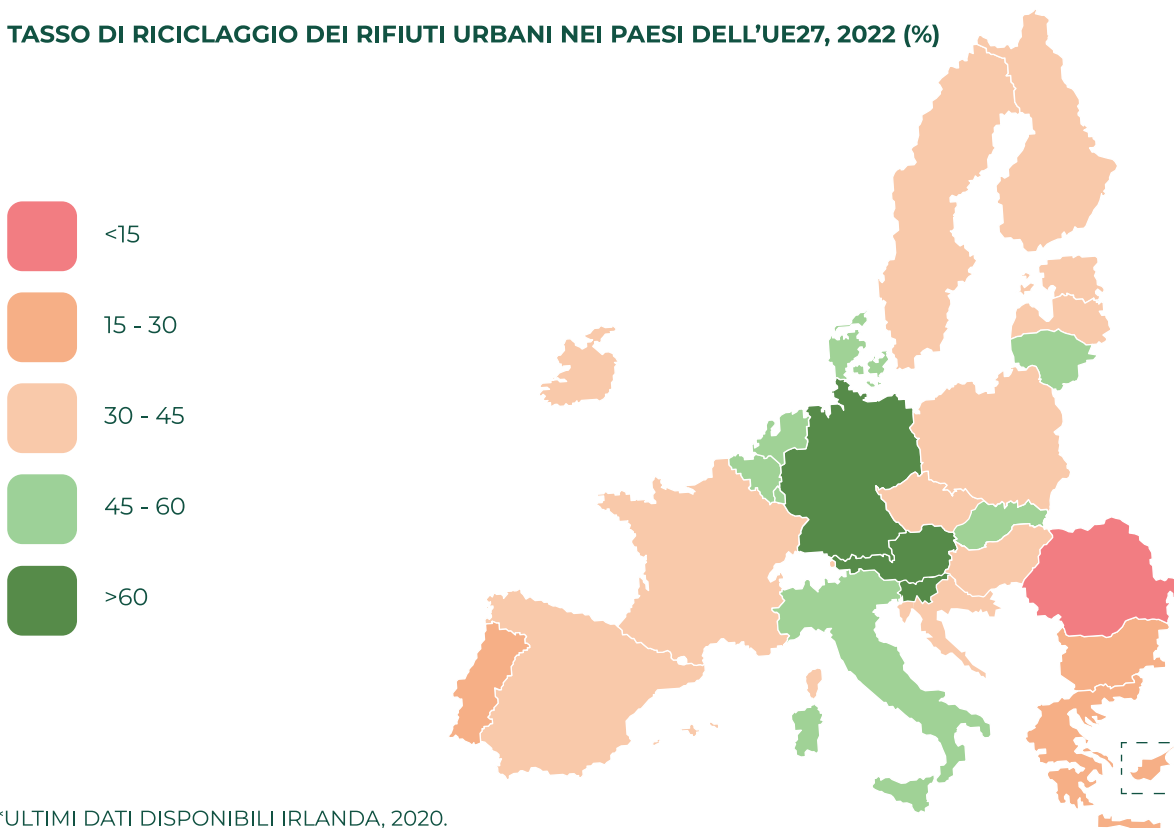 TASSO DI RICICLAGGIO DEI RIFIUTI URBANI NEI PAESI DELL'UE27, 2022 (%)
<15
15 - 30
30 - 45
45 - 60
>60
*ULTIMI DATI DISPONIBILI IRLANDA, 2020.